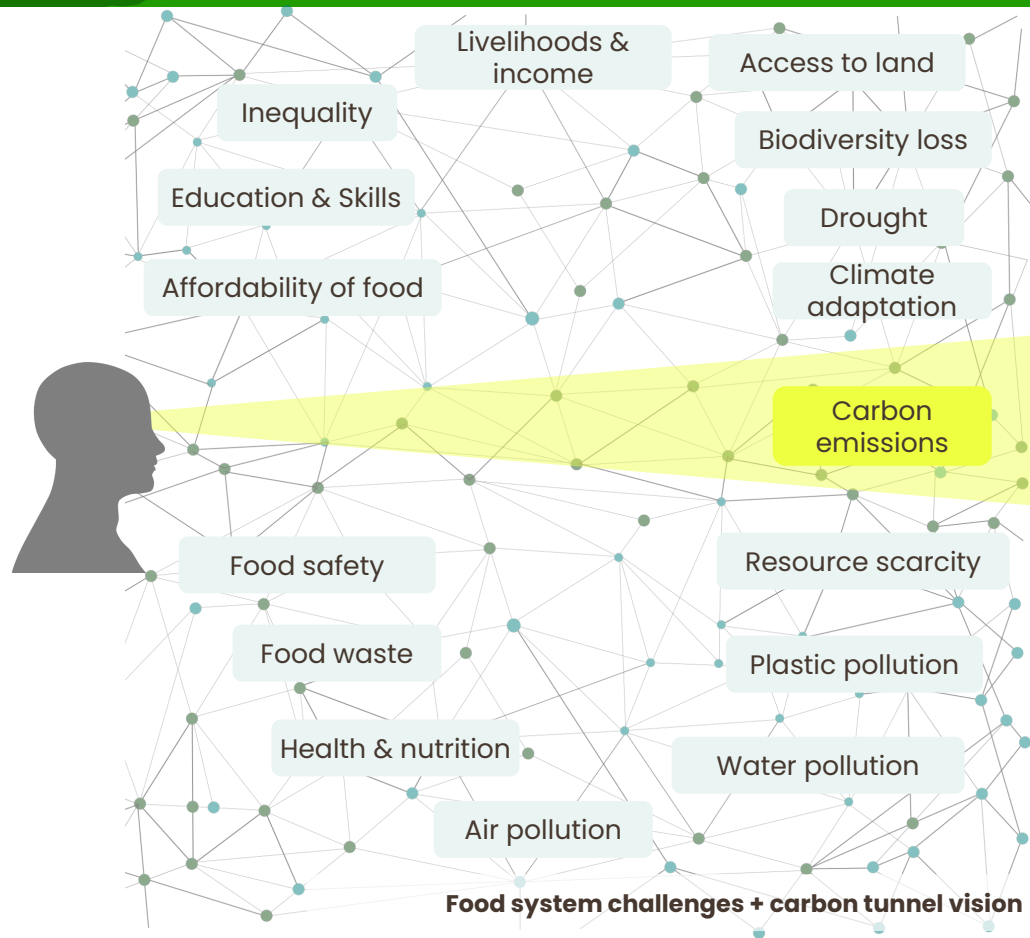 Livelihoods &
income
Access to land
Inequality
Biodiversity loss
Education & Skills
Drought
Affordability of food
Climate
adaptation
Carbon
emissions
Food safety
Resource scarcity
Food waste
Plastic pollution
Health & nutrition
Water pollution
Air pollution
Food system challenges + carbon tunnel vision